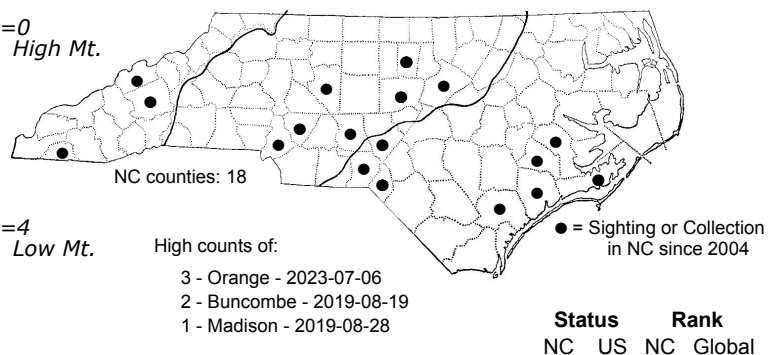 =0
High Mt.
NC counties: 18
=4
Low Mt.
High counts of:
3 - Orange - 2023-07-06
2 - Buncombe - 2019-08-19
1 - Madison - 2019-08-28
● = Sighting or Collection
in NC since 2004
Status Rank
NC US NC Global